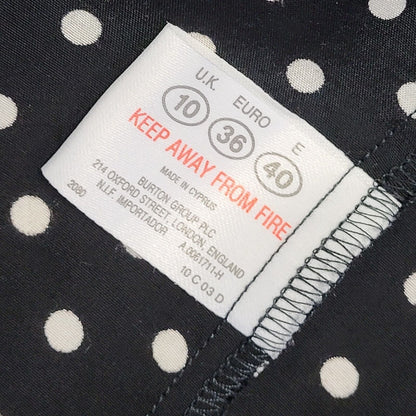 U.K. EURO E
10 36 40
KEEP AWAY FROM FIRE
MADE IN CYPRUS
BURTON GROUP PLC
214 OXFORD STREET, LONDON, ENGLAND
N.I.F. IMPORTADOR A.0061711-H
2080 10 C 03 D